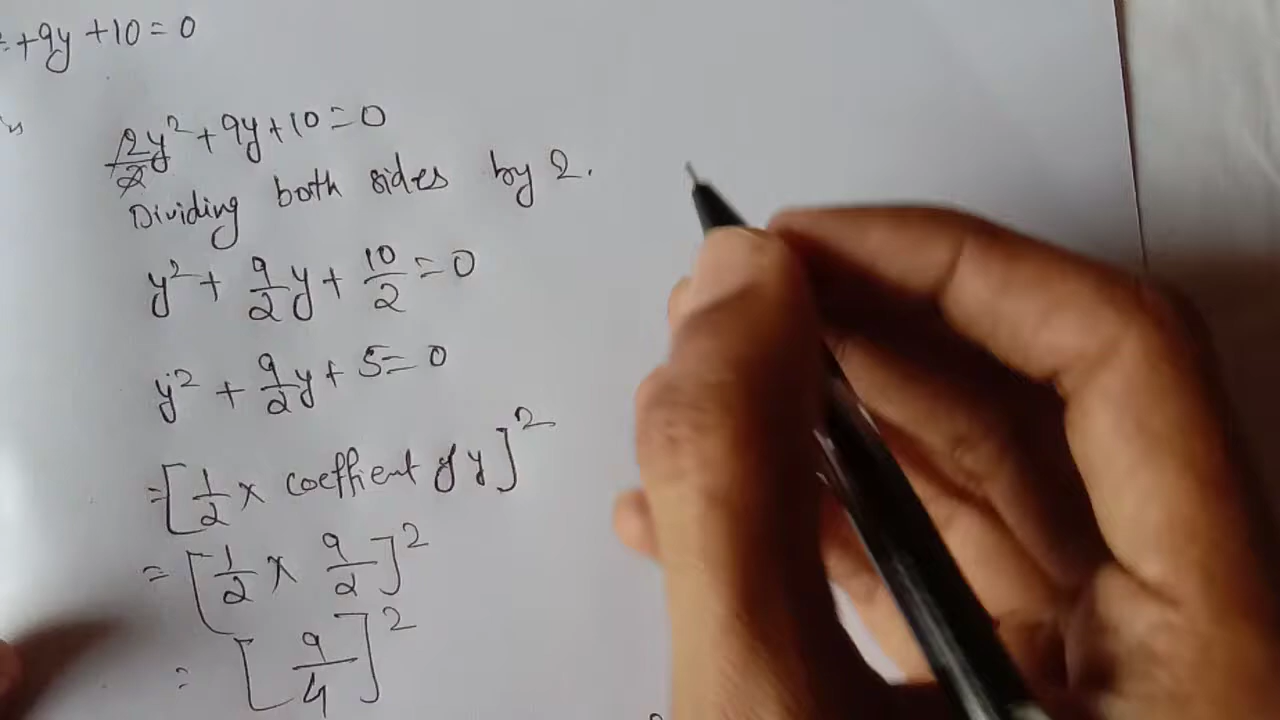 +9y +10 = 0
2y² + 9y + 10 = 0
2
Dividing both sides by 2.
y² + 9/2 y + 10/2 = 0
y² + 9/2 y + 5 = 0
= [1/2 × coeffient of y]²
= [1/2 × 9/2]²
= [9/4]²